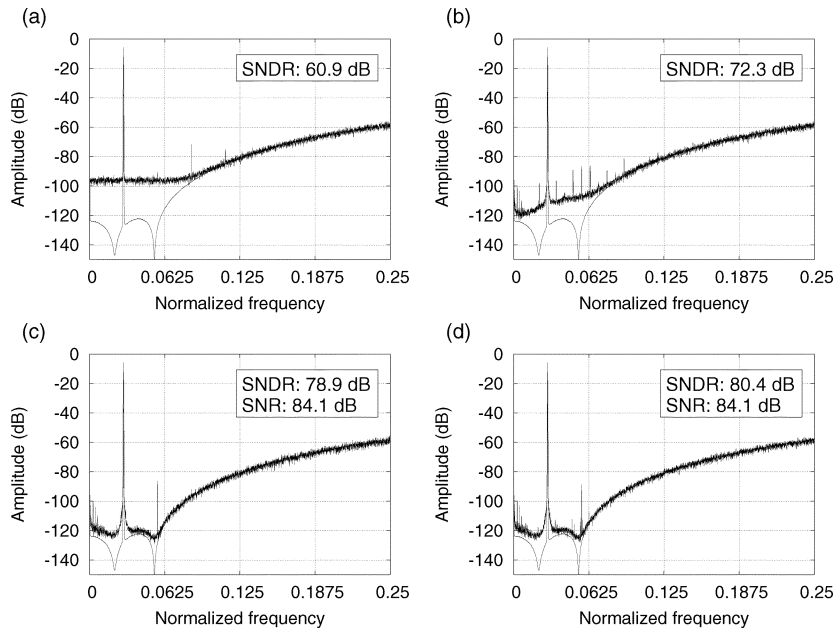 (a)
0
-20
-40
-60
-80
-100
-120
-140
Amplitude (dB)
SNDR: 60.9 dB
0 0.0625 0.125 0.1875 0.25
Normalized frequency
(b)
0
-20
-40
-60
-80
-100
-120
-140
Amplitude (dB)
SNDR: 72.3 dB
0 0.0625 0.125 0.1875 0.25
Normalized frequency
(c)
0
-20
-40
-60
-80
-100
-120
-140
Amplitude (dB)
SNDR: 78.9 dB
SNR: 84.1 dB
0 0.0625 0.125 0.1875 0.25
Normalized frequency
(d)
0
-20
-40
-60
-80
-100
-120
-140
Amplitude (dB)
SNDR: 80.4 dB
SNR: 84.1 dB
0 0.0625 0.125 0.1875 0.25
Normalized frequency